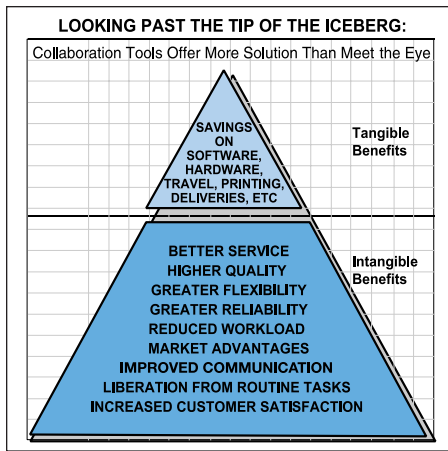 LOOKING PAST THE TIP OF THE ICEBERG:
Collaboration Tools Offer More Solution Than Meet the Eye
SAVINGS
ON
SOFTWARE,
HARDWARE,
TRAVEL, PRINTING,
DELIVERIES, ETC
Tangible
Benefits
BETTER SERVICE
HIGHER QUALITY
GREATER FLEXIBILITY
GREATER RELIABILITY
REDUCED WORKLOAD
MARKET ADVANTAGES
IMPROVED COMMUNICATION
LIBERATION FROM ROUTINE TASKS
INCREASED CUSTOMER SATISFACTION
Intangible
Benefits